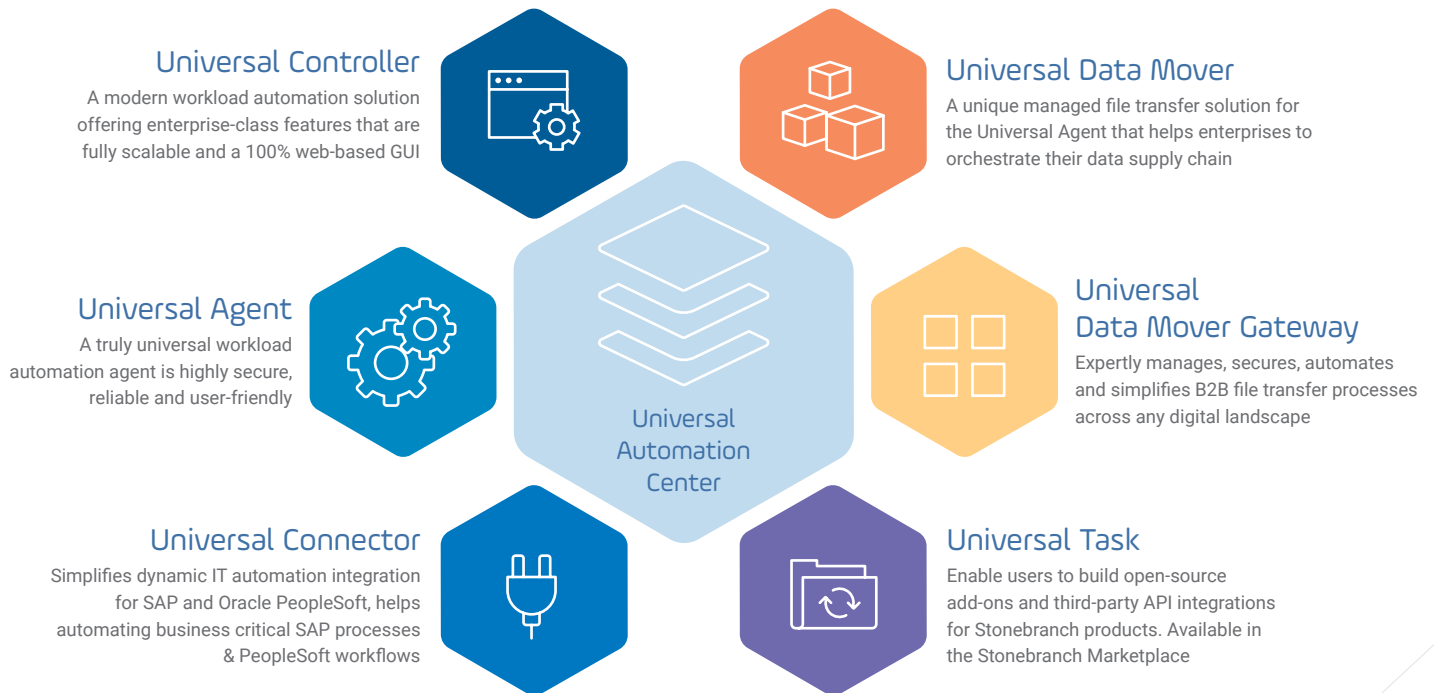 Universal Controller
A modern workload automation solution
offering enterprise-class features that are
fully scalable and a 100% web-based GUI
Universal Data Mover
A unique managed file transfer solution for
the Universal Agent that helps enterprises to
orchestrate their data supply chain
Universal Agent
A truly universal workload
automation agent is highly secure,
reliable and user-friendly
Universal
Automation
Center
Universal
Data Mover Gateway
Expertly manages, secures, automates
and simplifies B2B file transfer processes
across any digital landscape
Universal Connector
Simplifies dynamic IT automation integration
for SAP and Oracle PeopleSoft, helps
automating business critical SAP processes
& PeopleSoft workflows
Universal Task
Enable users to build open-source
add-ons and third-party API integrations
for Stonebranch products. Available in
the Stonebranch Marketplace